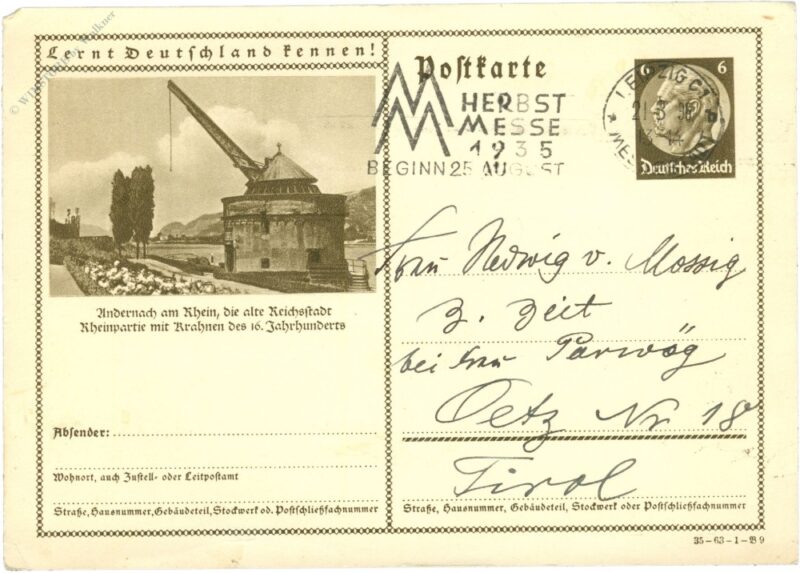 Lernt Deutschland kennen!
Andernach am Rhein, die alte Reichsstadt
Rheinpartie mit Krahnen des 16. Jahrhunderts
Absender:
Wohnort, auch Zustell- oder Leitpostamt
Straße, Hausnummer, Gebäudeteil, Stockwerk od. Postschließfachnummer
Postkarte
MM HERBST
MESSE
1935
BEGINN 25 AUGUST
LEIPZIG C1
6 6
Deutsches Reich
Frau Hedwig v. Mossig
z. Zeit
bei Frau
Oetz Nr 18
Tirol
Straße, Hausnummer, Gebäudeteil, Stockwerk oder Postschließfachnummer
35-63-1-B9